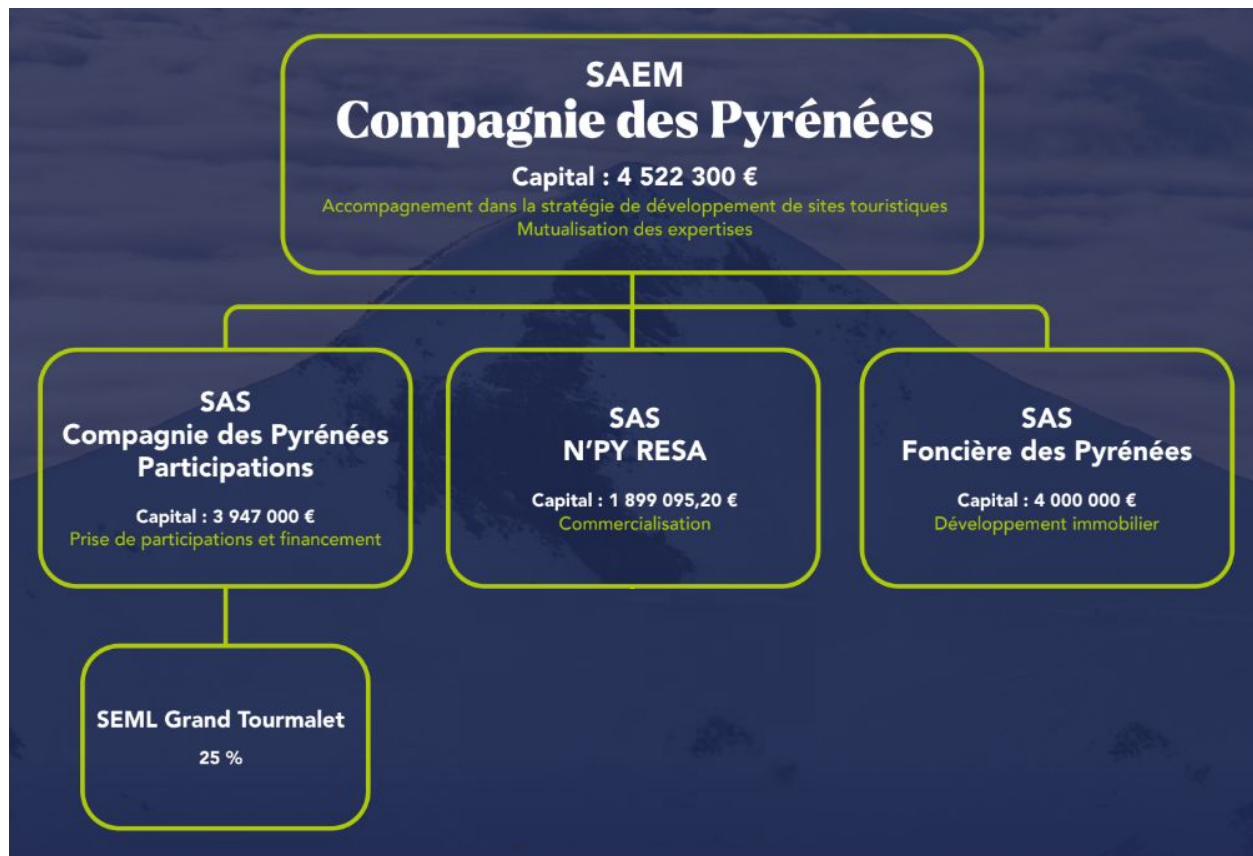 SAEM
Compagnie des Pyrénées
Capital : 4 522 300 €
Accompagnement dans la stratégie de développement de sites touristiques
Mutualisation des expertises
SAS
Compagnie des Pyrénées
Participations
Capital : 3 947 000 €
Prise de participations et financement
SAS
N'PY RESA
Capital : 1 899 095,20 €
Commercialisation
SAS
Foncière des Pyrénées
Capital : 4 000 000 €
Développement immobilier
SEML Grand Tourmalet
25 %